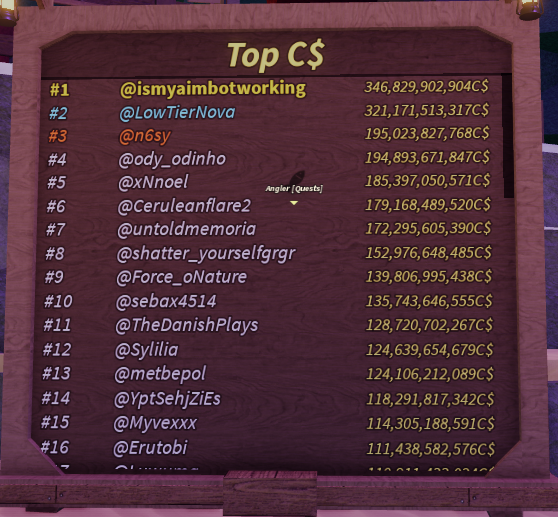 Top C$
#1 @ismyaimbotworking 346,829,902,904C$
#2 @LowTierNova 321,171,513,317C$
#3 @n6sy 195,023,827,768C$
#4 @ody_odinho 194,893,671,847C$
#5 @xNnoel 185,397,050,571C$
Angler [Quests]
#6 @Ceruleanflare2 179,168,489,520C$
#7 @untoldmemoria 172,295,605,390C$
#8 @shatter_yourselfgrgr 152,976,648,485C$
#9 @Force_oNature 139,806,995,438C$
#10 @sebax4514 135,743,646,555C$
#11 @TheDanishPlays 128,720,702,267C$
#12 @Sylilia 124,639,654,679C$
#13 @metbepol 124,106,212,089C$
#14 @YptSehjZiEs 118,291,817,342C$
#15 @Myvexxx 114,305,188,591C$
#16 @Erutobi 111,438,582,576C$